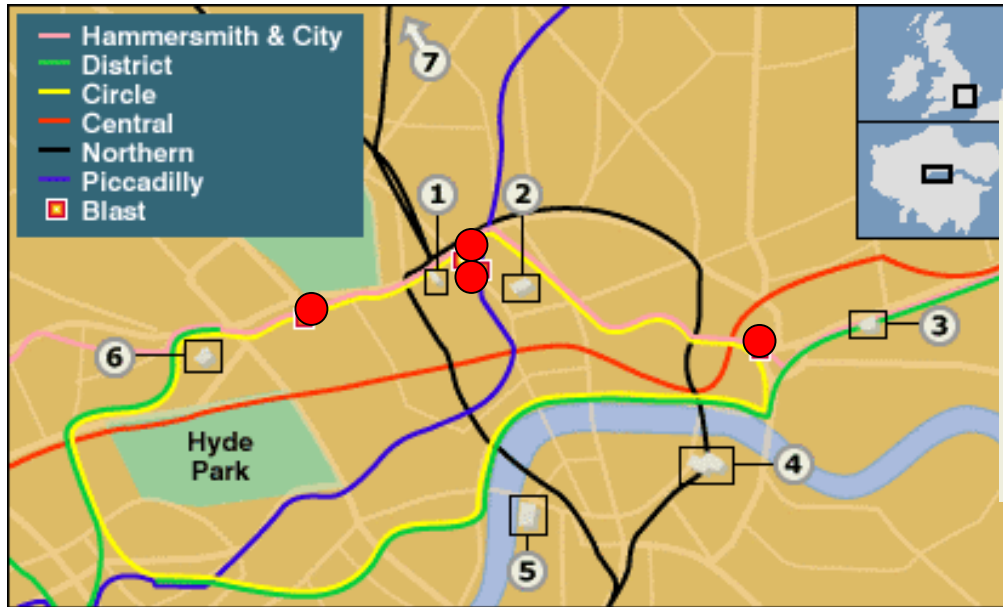 Hammersmith & City
District
Circle
Central
Northern
Piccadilly
Blast
7
1
2
3
6
Hyde
Park
4
5